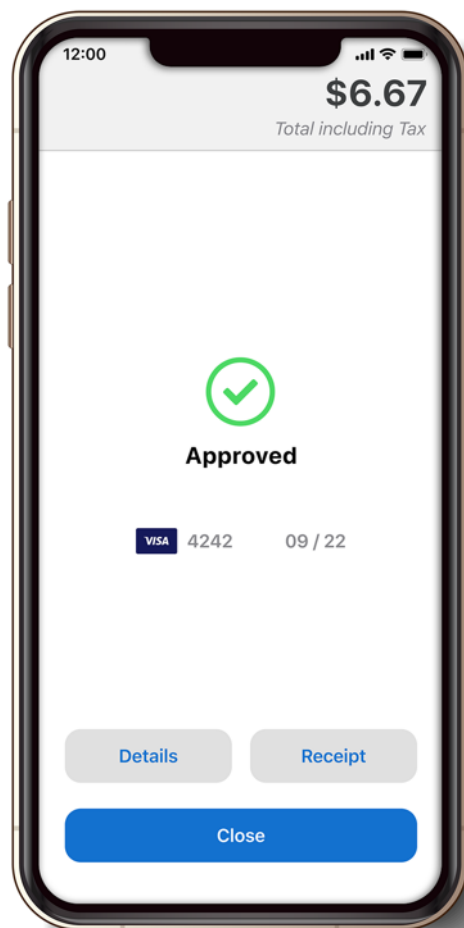 12:00
$6.67
Total including Tax
Approved
VISA 4242 09 / 22
Details Receipt
Close